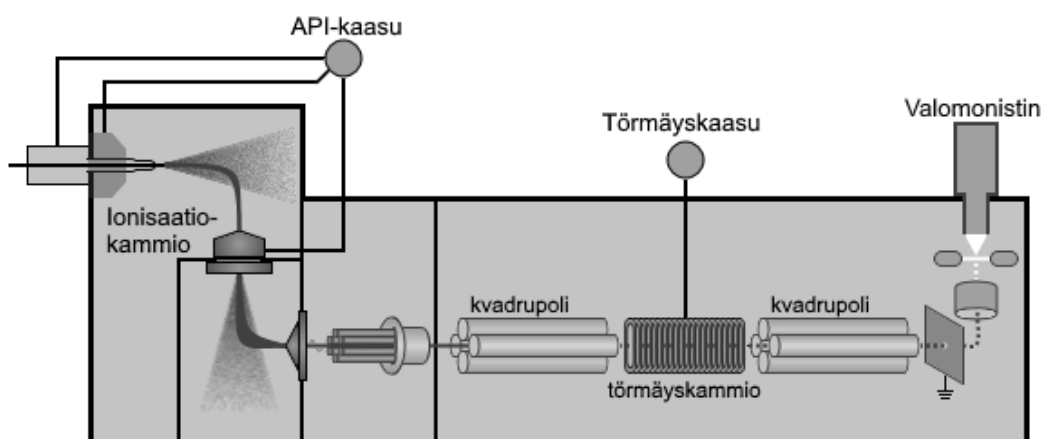 API-kaasu
Valomonistin
Törmäyskaasu
Ionisaatio-
kammio
kvadrupoli
kvadrupoli
törmäyskammio